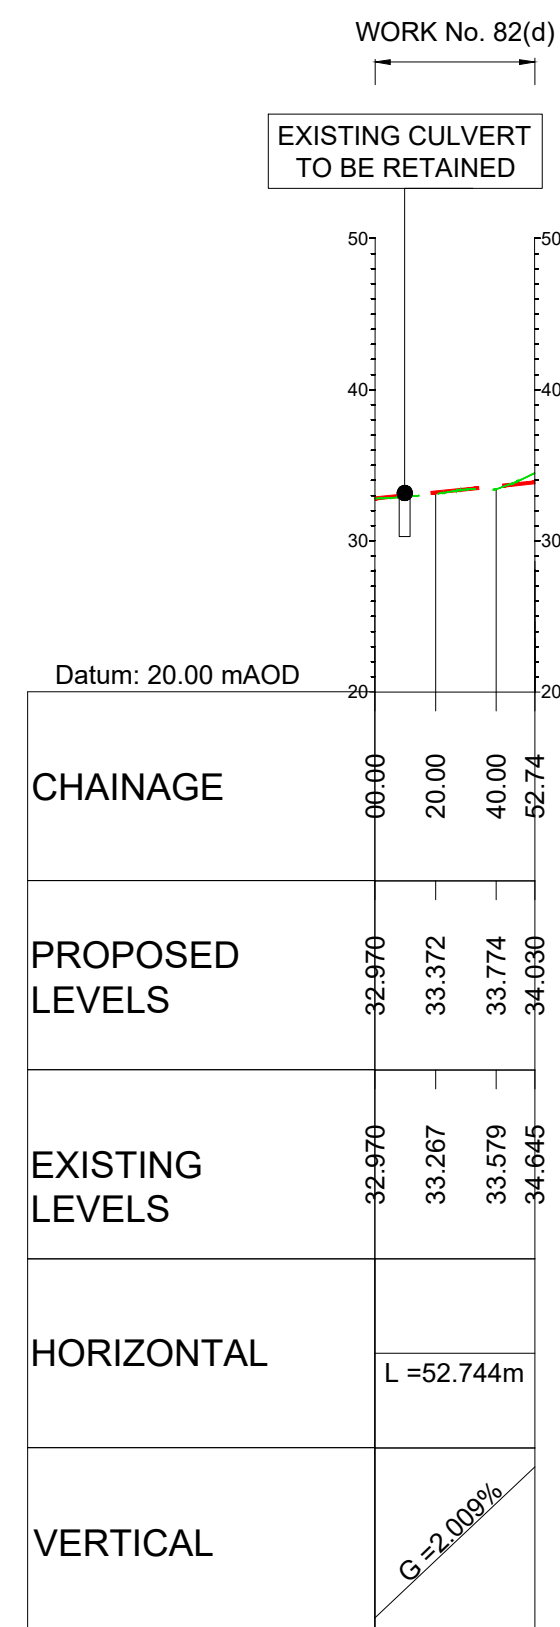 WORK No. 82(d)
EXISTING CULVERT
TO BE RETAINED
50 50
40 40
30 30
Datum: 20.00 mAOD
20 20
CHAINAGE 00.00 20.00 40.00 52.74
PROPOSED
LEVELS 32.970 33.372 33.774 34.030
EXISTING
LEVELS 32.970 33.267 33.579 34.645
HORIZONTAL
L =52.744m
VERTICAL G =2.009%